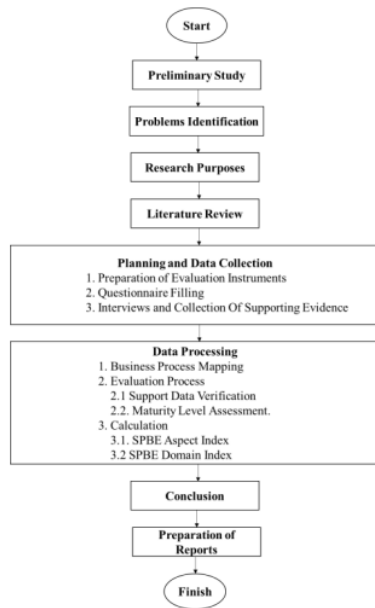 Start
Preliminary Study
Problems Identification
Research Purposes
Literature Review
Planning and Data Collection
1. Preparation of Evaluation Instruments
2. Questionnaire Filling
3. Interviews and Collection Of Supporting Evidence
Data Processing
1. Business Process Mapping
2. Evaluation Process
2.1 Support Data Verification
2.2. Maturity Level Assessment.
3. Calculation
3.1. SPBE Aspect Index
3.2 SPBE Domain Index
Conclusion
Preparation of
Reports
Finish